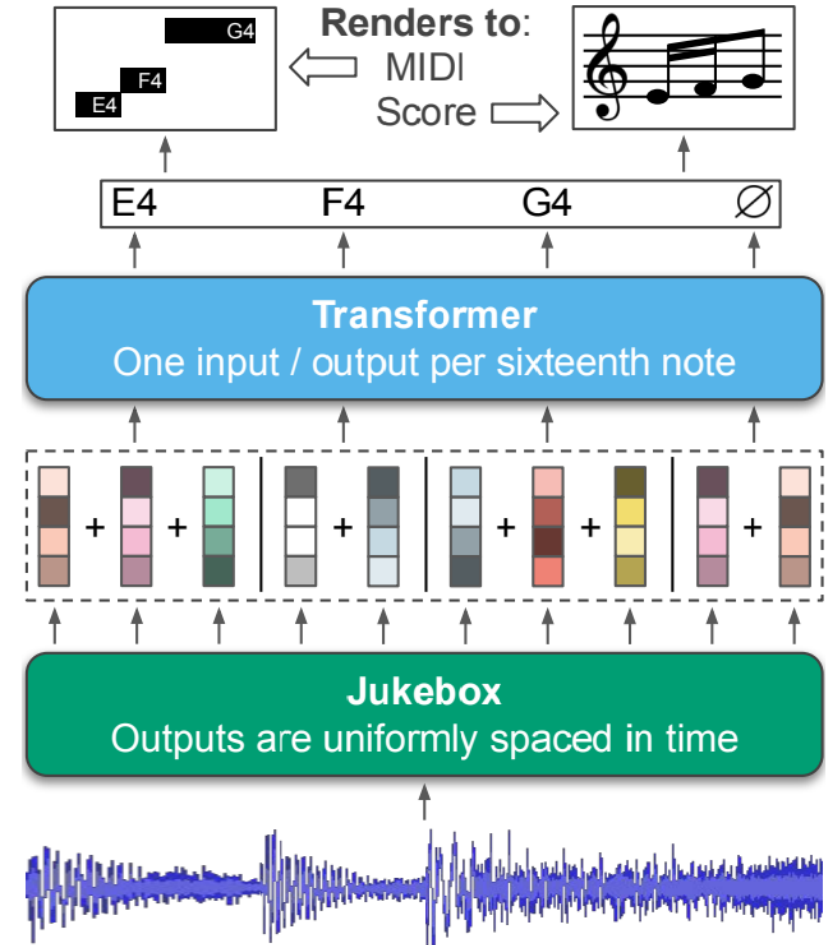 G4
F4
E4
Renders to:
MIDI
Score
E4 F4 G4 ∅
Transformer
One input / output per sixteenth note
+ + + + + +
Jukebox
Outputs are uniformly spaced in time